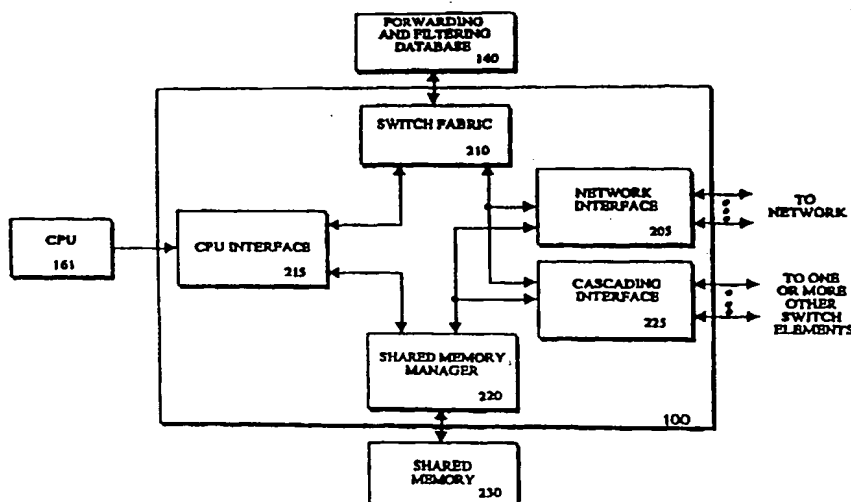 FORWARDING
AND FILTERING
DATABASE
140
SWITCH FABRIC
210
NETWORK
INTERFACE
205
TO
NETWORK
CPU
161
CPU INTERFACE
215
CASCADING
INTERFACE
225
TO ONE
OR MORE
OTHER
SWITCH
ELEMENTS
SHARED MEMORY
MANAGER
220
100
SHARED
MEMORY
230